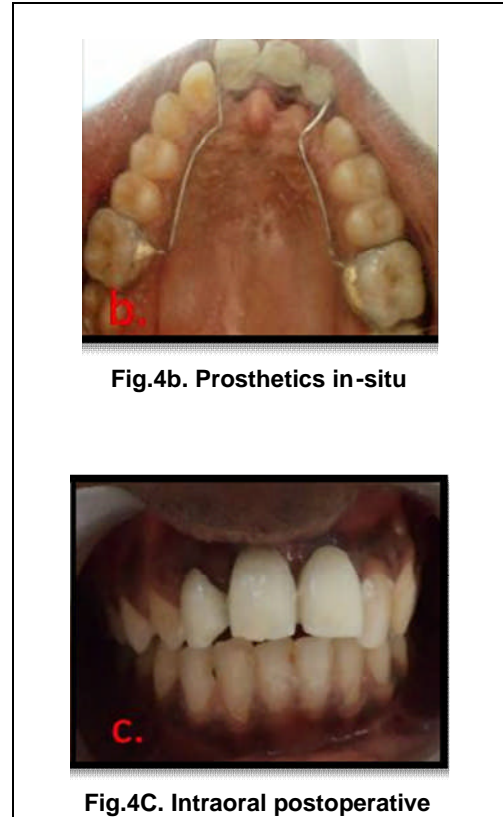 b.
Fig.4b. Prosthetics in-situ
c.
Fig.4C. Intraoral postoperative